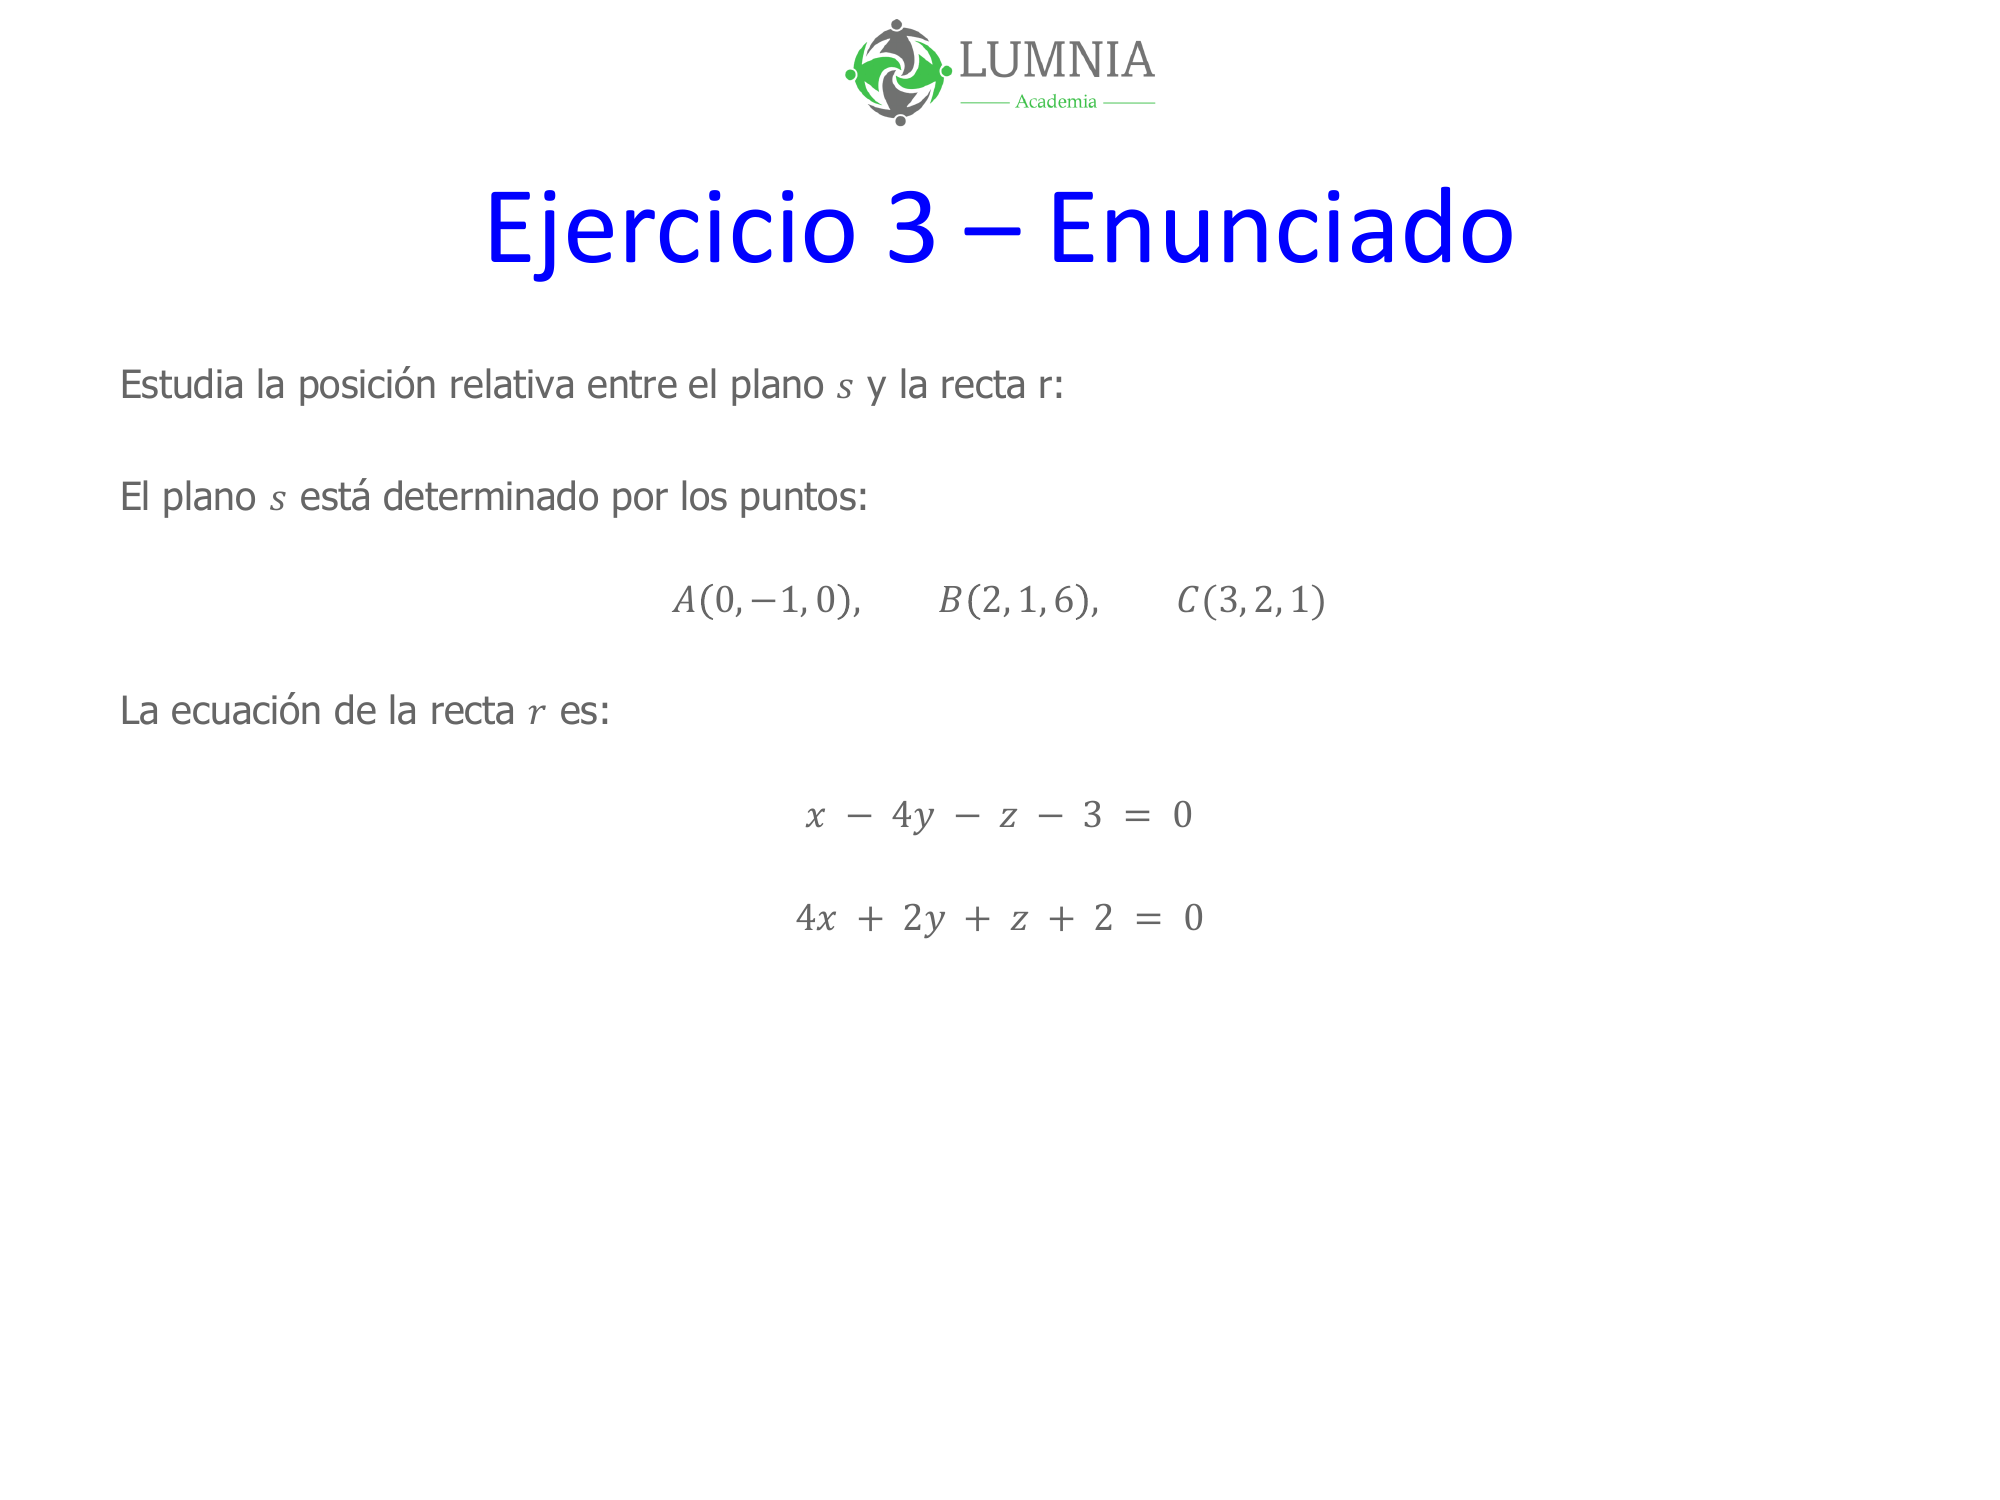 LUMNIA
Academia
Ejercicio 3 – Enunciado
Estudia la posición relativa entre el plano s y la recta r:
El plano s está determinado por los puntos:
A(0, −1, 0), B(2, 1, 6), C(3, 2, 1)
La ecuación de la recta r es:
x − 4y − z − 3 = 0
4x + 2y + z + 2 = 0